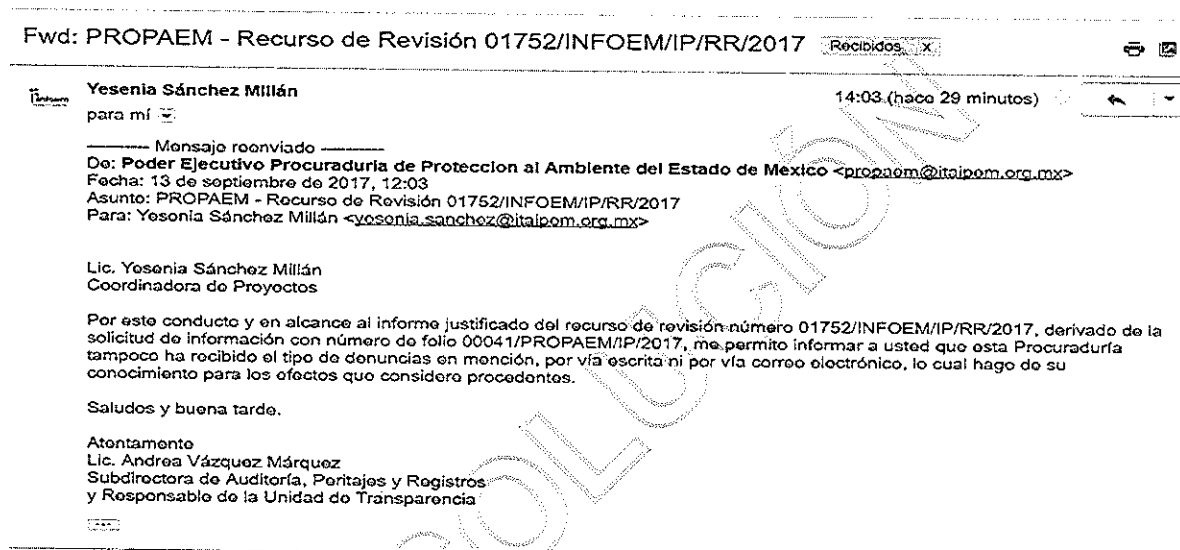 Fwd: PROPAEM - Recurso de Revisión 01752/INFOEM/IP/RR/2017 Recibidos x
Yesenia Sánchez Millán
14:03 (hace 29 minutos)
para mí
---------- Mensaje reenviado ----------
De: Poder Ejecutivo Procuraduria de Proteccion al Ambiente del Estado de Mexico <propaem@itaipem.org.mx>
Fecha: 13 de septiembre de 2017, 12:03
Asunto: PROPAEM - Recurso de Revisión 01752/INFOEM/IP/RR/2017
Para: Yesenia Sánchez Millán <yesenia.sanchez@itaipem.org.mx>
Lic. Yesenia Sánchez Millán
Coordinadora de Proyectos
Por este conducto y en alcance al informe justificado del recurso de revisión número 01752/INFOEM/IP/RR/2017, derivado de la
solicitud de información con número de folio 00041/PROPAEM/IP/2017, me permito informar a usted que esta Procuraduría
tampoco ha recibido el tipo de denuncias en mención, por vía escrita ni por vía correo electrónico, lo cual hago de su
conocimiento para los efectos que considere procedentes.
Saludos y buena tarde.
Atentamente
Lic. Andrea Vázquez Márquez
Subdirectora de Auditoría, Peritajes y Registros
y Responsable de la Unidad de Transparencia
...
OLUCIÓN